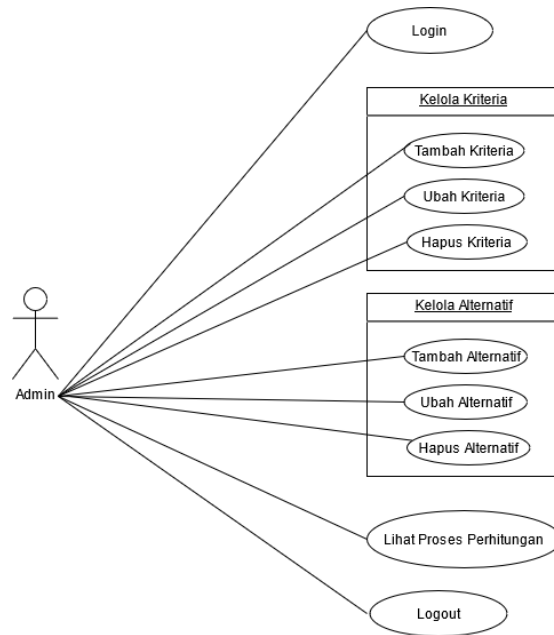 Login
Kelola Kriteria
Tambah Kriteria
Ubah Kriteria
Hapus Kriteria
Kelola Alternatif
Tambah Alternatif
Admin
Ubah Alternatif
Hapus Alternatif
Lihat Proses Perhitungan
Logout